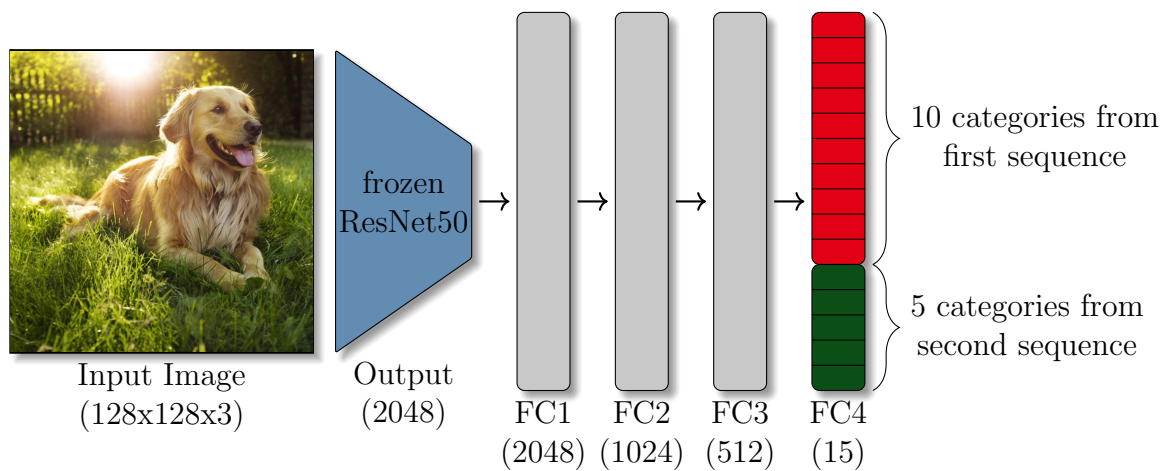 frozen
ResNet50
10 categories from
first sequence
5 categories from
second sequence
Input Image
(128x128x3)
Output
(2048)
FC1
(2048)
FC2
(1024)
FC3
(512)
FC4
(15)